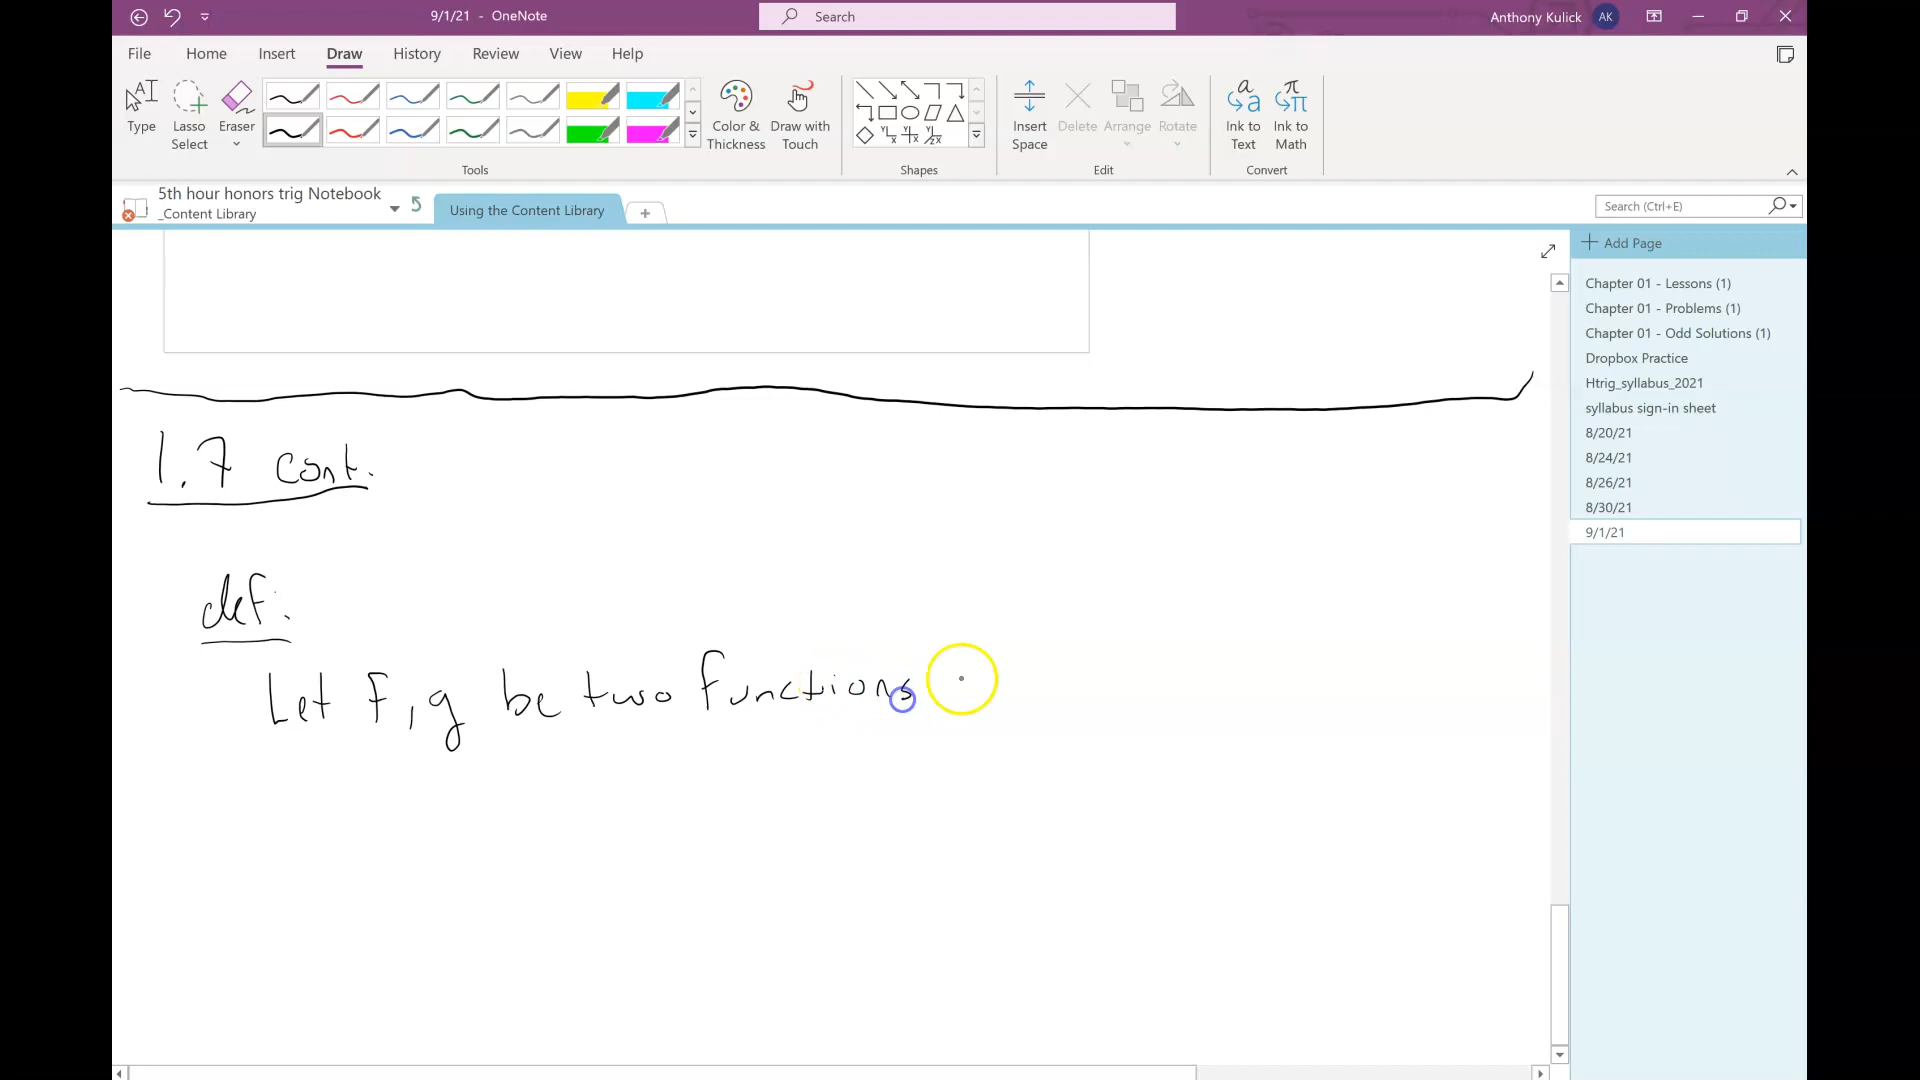 9/1/21 - OneNote
Search
Anthony Kulick
AK
File
Home
Insert
Draw
History
Review
View
Help
Type
Lasso Select
Eraser
Color & Thickness
Draw with Touch
Insert Space
Delete
Arrange
Rotate
Ink to Text
Ink to Math
Tools
Shapes
Edit
Convert
5th hour honors trig Notebook
_Content Library
Using the Content Library
Search (Ctrl+E)
Add Page
Chapter 01 - Lessons (1)
Chapter 01 - Problems (1)
Chapter 01 - Odd Solutions (1)
Dropbox Practice
Htrig_syllabus_2021
syllabus sign-in sheet
8/20/21
8/24/21
8/26/21
8/30/21
9/1/21
1.7 cont.
def.
Let f, g be two functions